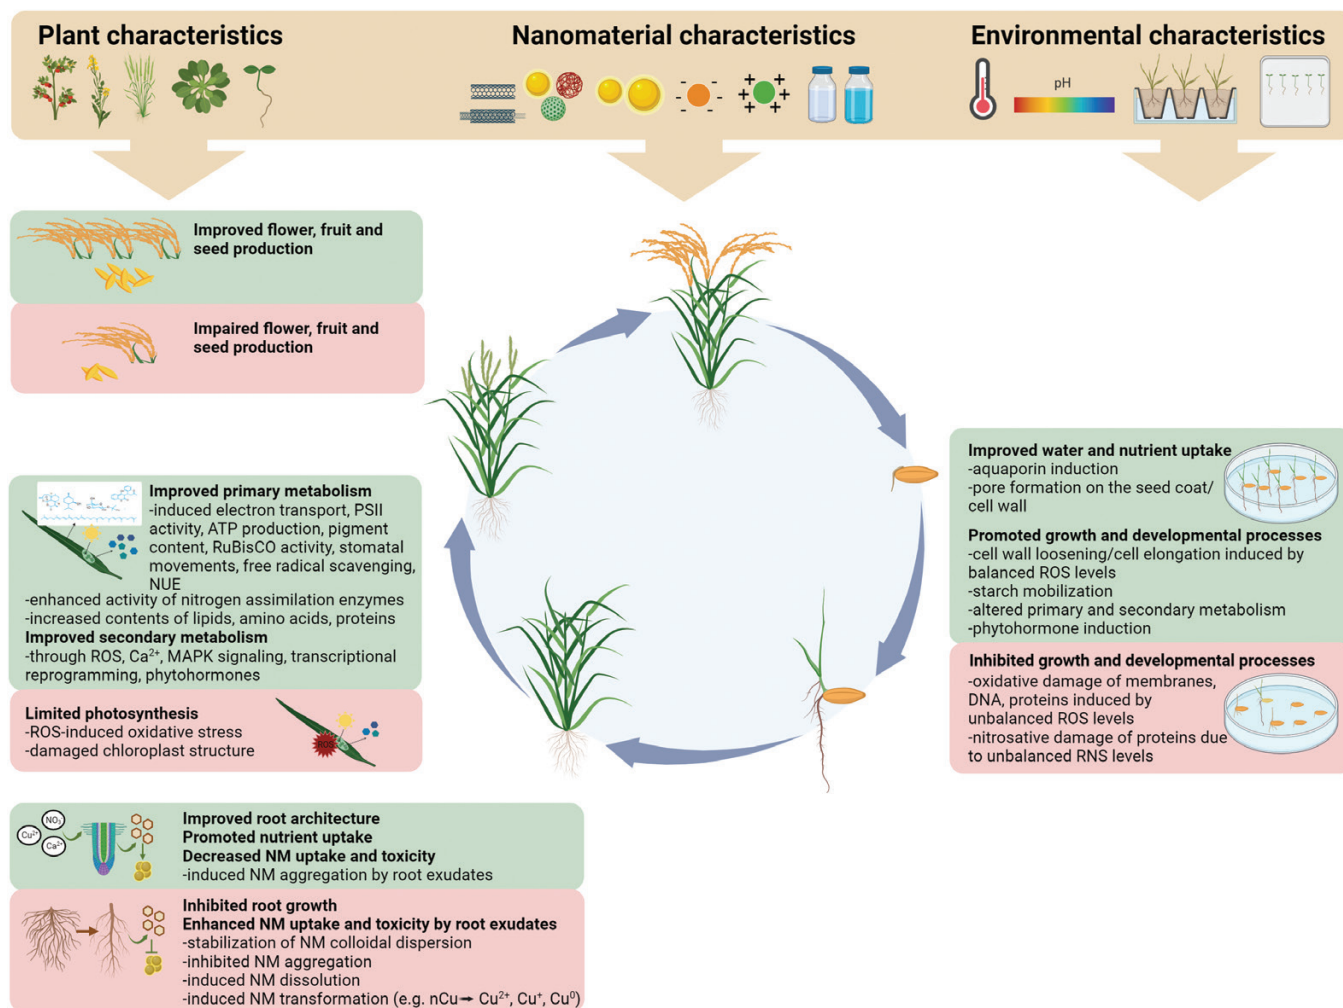 Plant characteristics
Nanomaterial characteristics
Environmental characteristics
- -
- -
+ + +
+ +
+ + +
pH
Improved flower, fruit and
seed production
Impaired flower, fruit and
seed production
Improved primary metabolism
-induced electron transport, PSII
activity, ATP production, pigment
content, RuBisCO activity, stomatal
movements, free radical scavenging,
NUE
-enhanced activity of nitrogen assimilation enzymes
-increased contents of lipids, amino acids, proteins
Improved secondary metabolism
-through ROS, Ca²⁺, MAPK signaling, transcriptional
reprogramming, phytohormones
Limited photosynthesis
-ROS-induced oxidative stress
-damaged chloroplast structure
ROS
Improved water and nutrient uptake
-aquaporin induction
-pore formation on the seed coat/
cell wall
Promoted growth and developmental processes
-cell wall loosening/cell elongation induced by
balanced ROS levels
-starch mobilization
-altered primary and secondary metabolism
-phytohormone induction
Inhibited growth and developmental processes
-oxidative damage of membranes,
DNA, proteins induced by
unbalanced ROS levels
-nitrosative damage of proteins due
to unbalanced RNS levels
NO₃
Cu²⁺
Ca²⁺
Improved root architecture
Promoted nutrient uptake
Decreased NM uptake and toxicity
-induced NM aggregation by root exudates
Inhibited root growth
Enhanced NM uptake and toxicity by root exudates
-stabilization of NM colloidal dispersion
-inhibited NM aggregation
-induced NM dissolution
-induced NM transformation (e.g. nCu→ Cu²⁺, Cu⁺, Cu⁰)